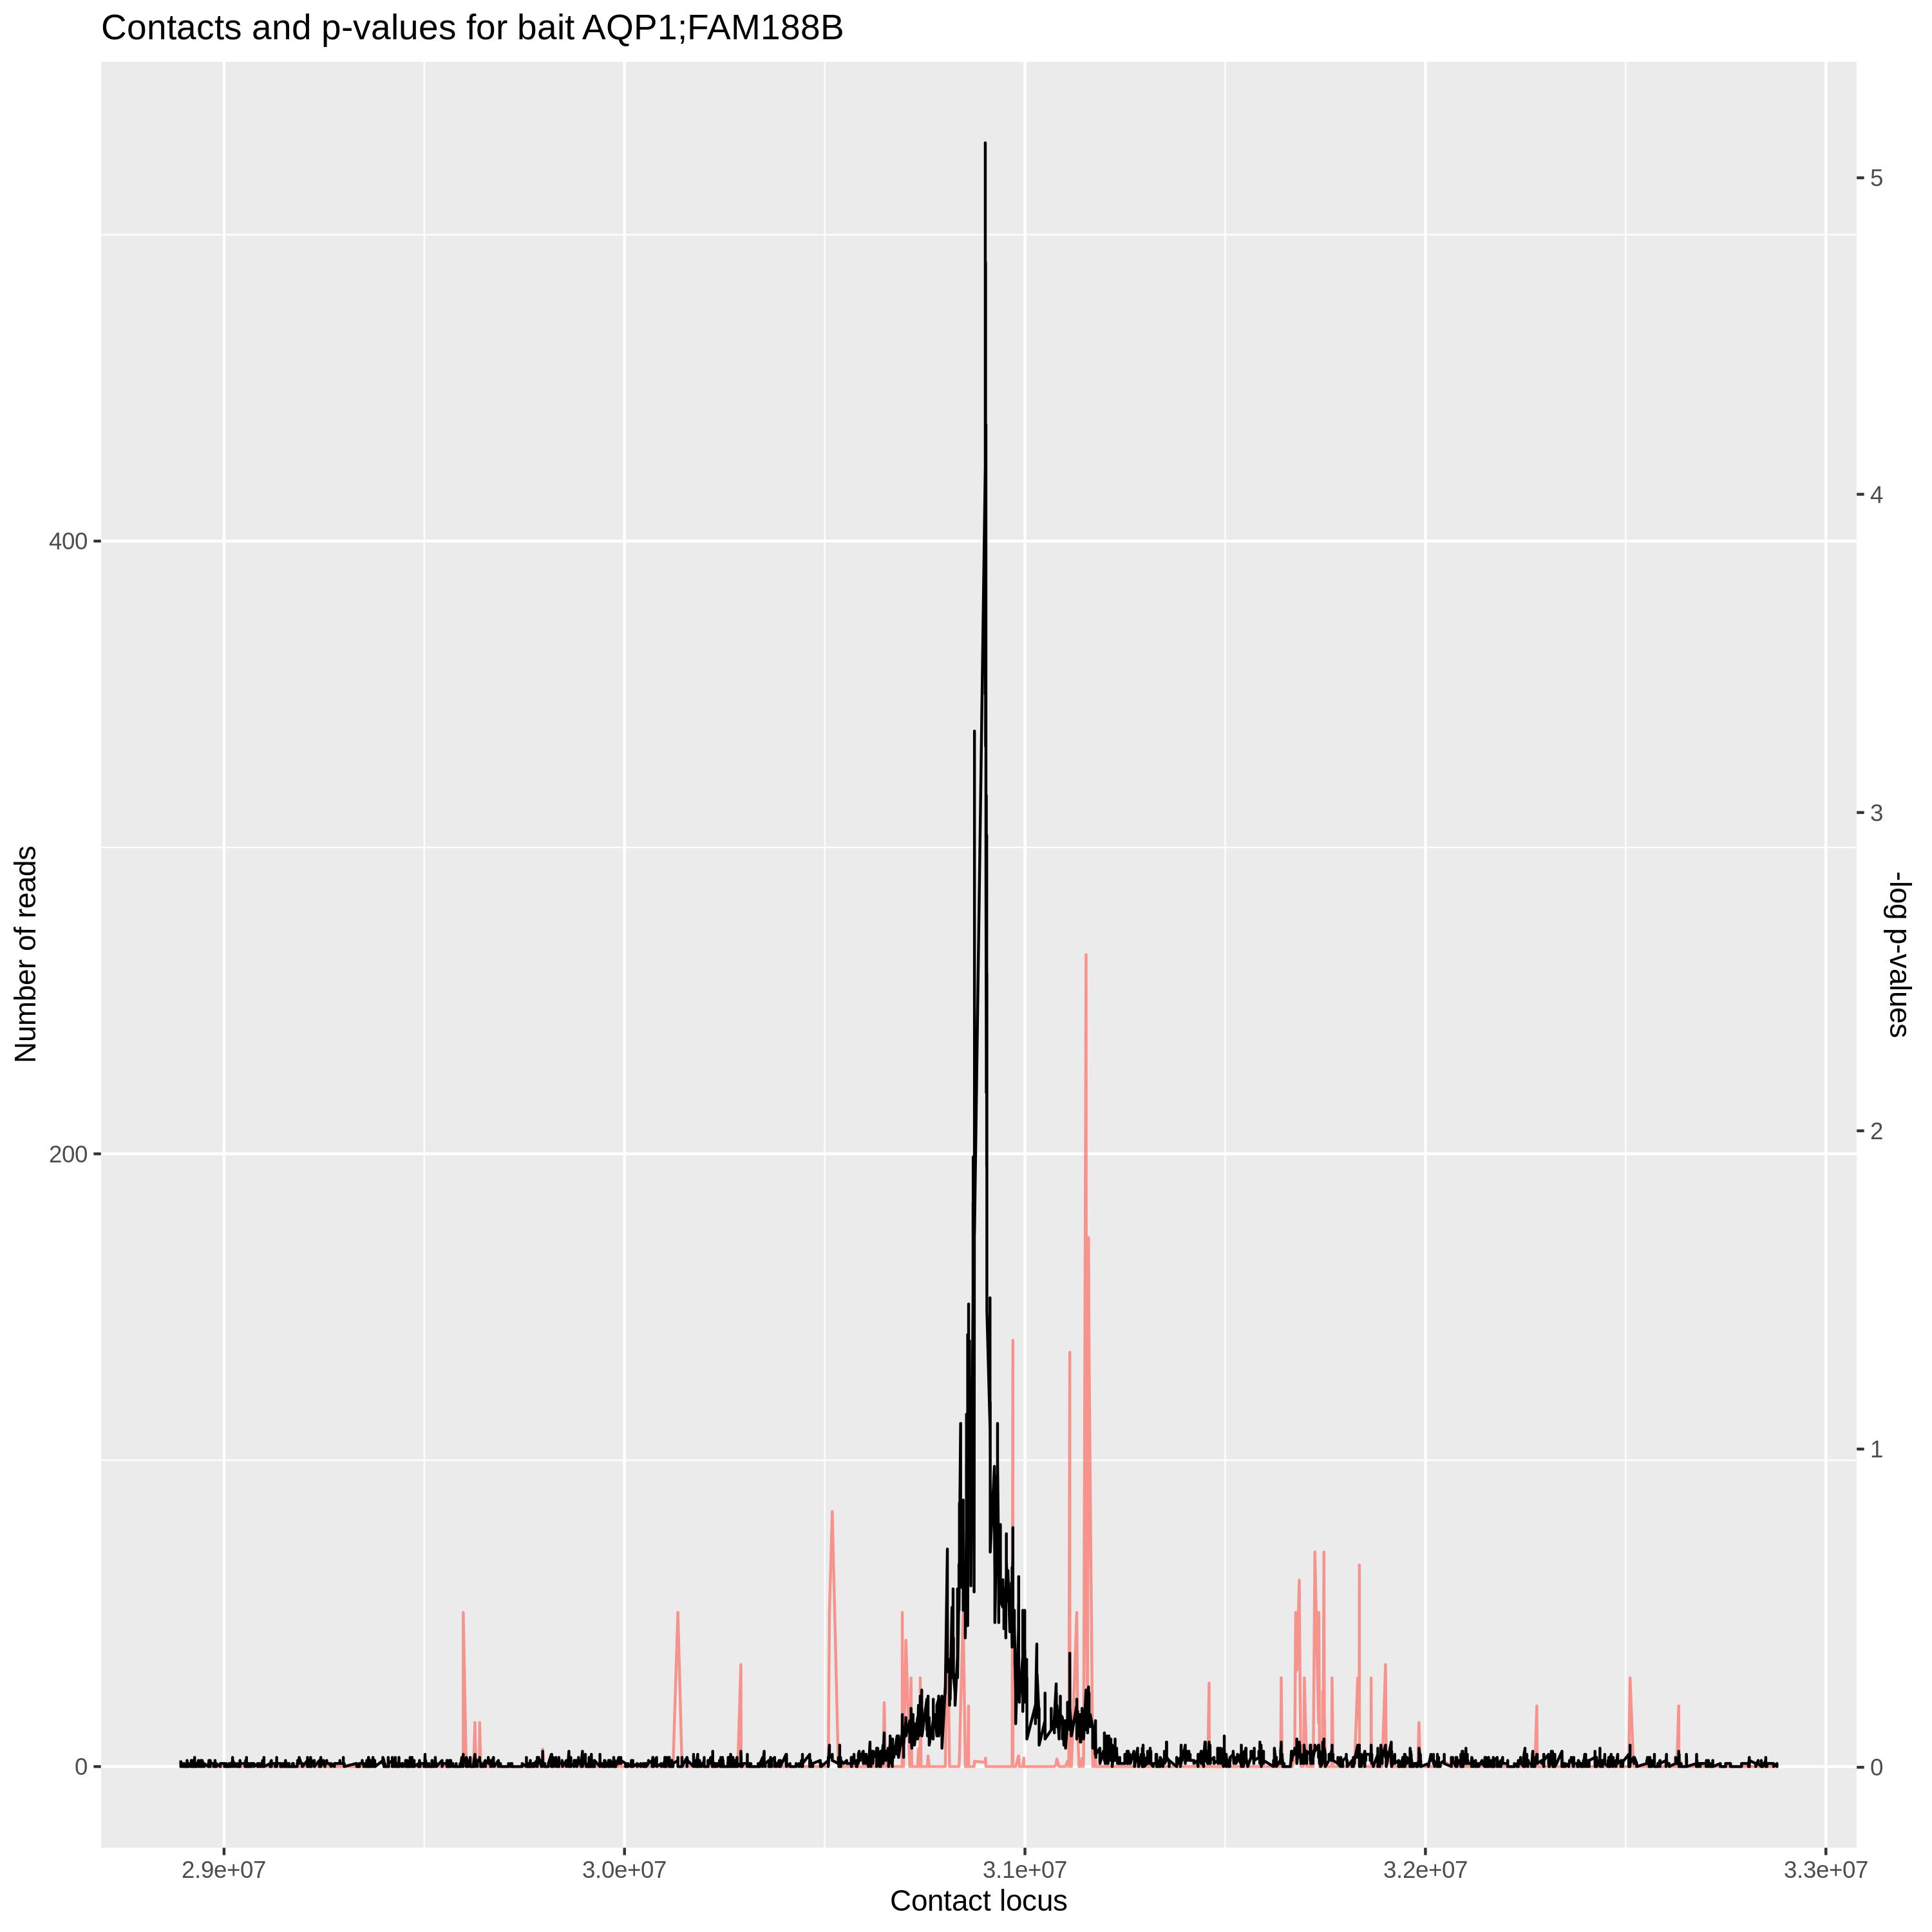 Contacts and p-values for bait AQP1;FAM188B
Number of reads
400
200
0
5
4
3
2
1
0
-log p-values
2.9e+07
3.0e+07
3.1e+07
3.2e+07
3.3e+07
Contact locus